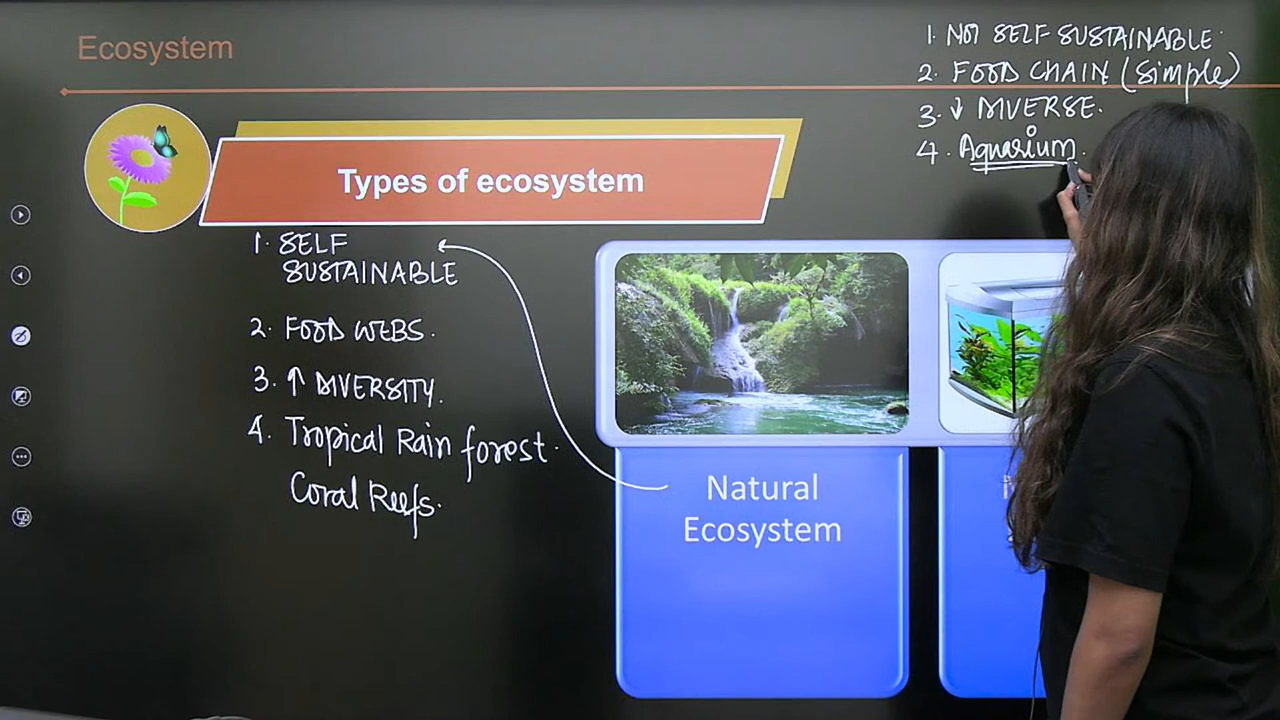 Ecosystem
1. NOT SELF SUSTAINABLE
2. FOOD CHAIN (Simple)
3. ↓ DIVERSE.
4. Aquarium.
Types of ecosystem
1. SELF
SUSTAINABLE
2. FOOD WEBS.
3. ↑ DIVERSITY.
4. Tropical Rain forest.
Coral Reefs.
Natural
Ecosystem